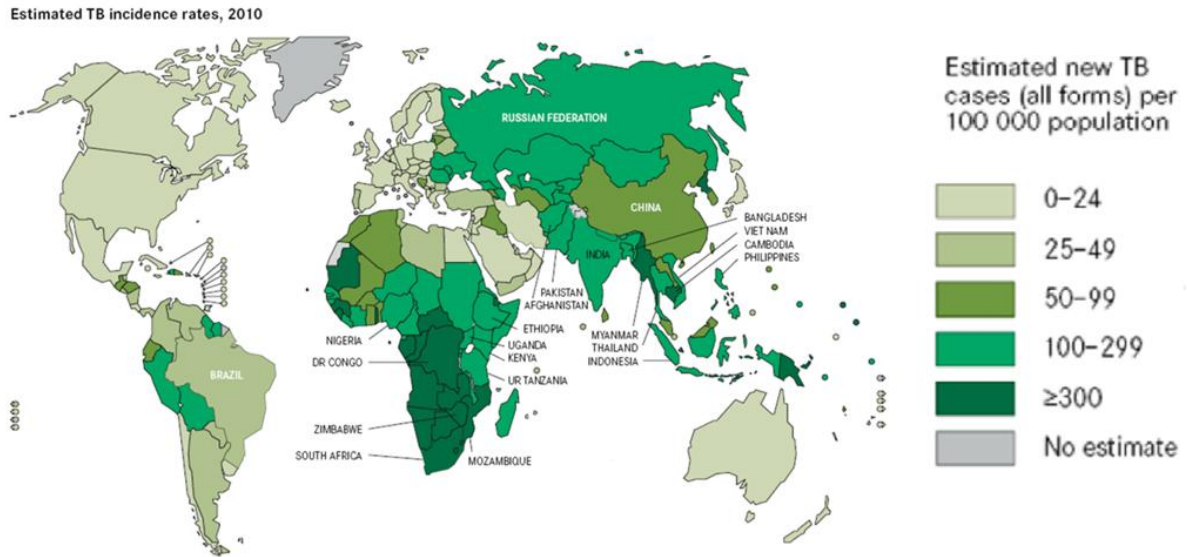 Estimated TB incidence rates, 2010
Estimated new TB
cases (all forms) per
100 000 population
0–24
25–49
50–99
100–299
≥300
No estimate
RUSSIAN FEDERATION
CHINA
INDIA
BANGLADESH
VIET NAM
CAMBODIA
PHILIPPINES
PAKISTAN
AFGHANISTAN
MYANMAR
THAILAND
INDONESIA
NIGERIA
DR CONGO
ETHIOPIA
UGANDA
KENYA
UR TANZANIA
BRAZIL
ZIMBABWE
SOUTH AFRICA
MOZAMBIQUE